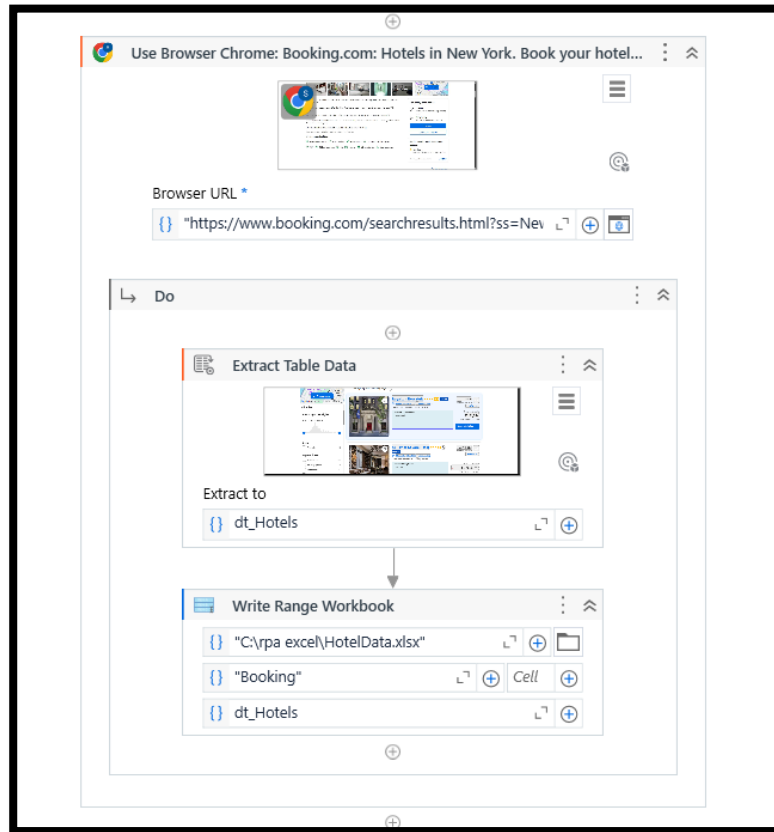 Use Browser Chrome: Booking.com: Hotels in New York. Book your hotel...
Browser URL *
"https://www.booking.com/searchresults.html?ss=New
Do
Extract Table Data
Extract to
dt_Hotels
Write Range Workbook
"C:\rpa excel\HotelData.xlsx"
"Booking" Cell
dt_Hotels